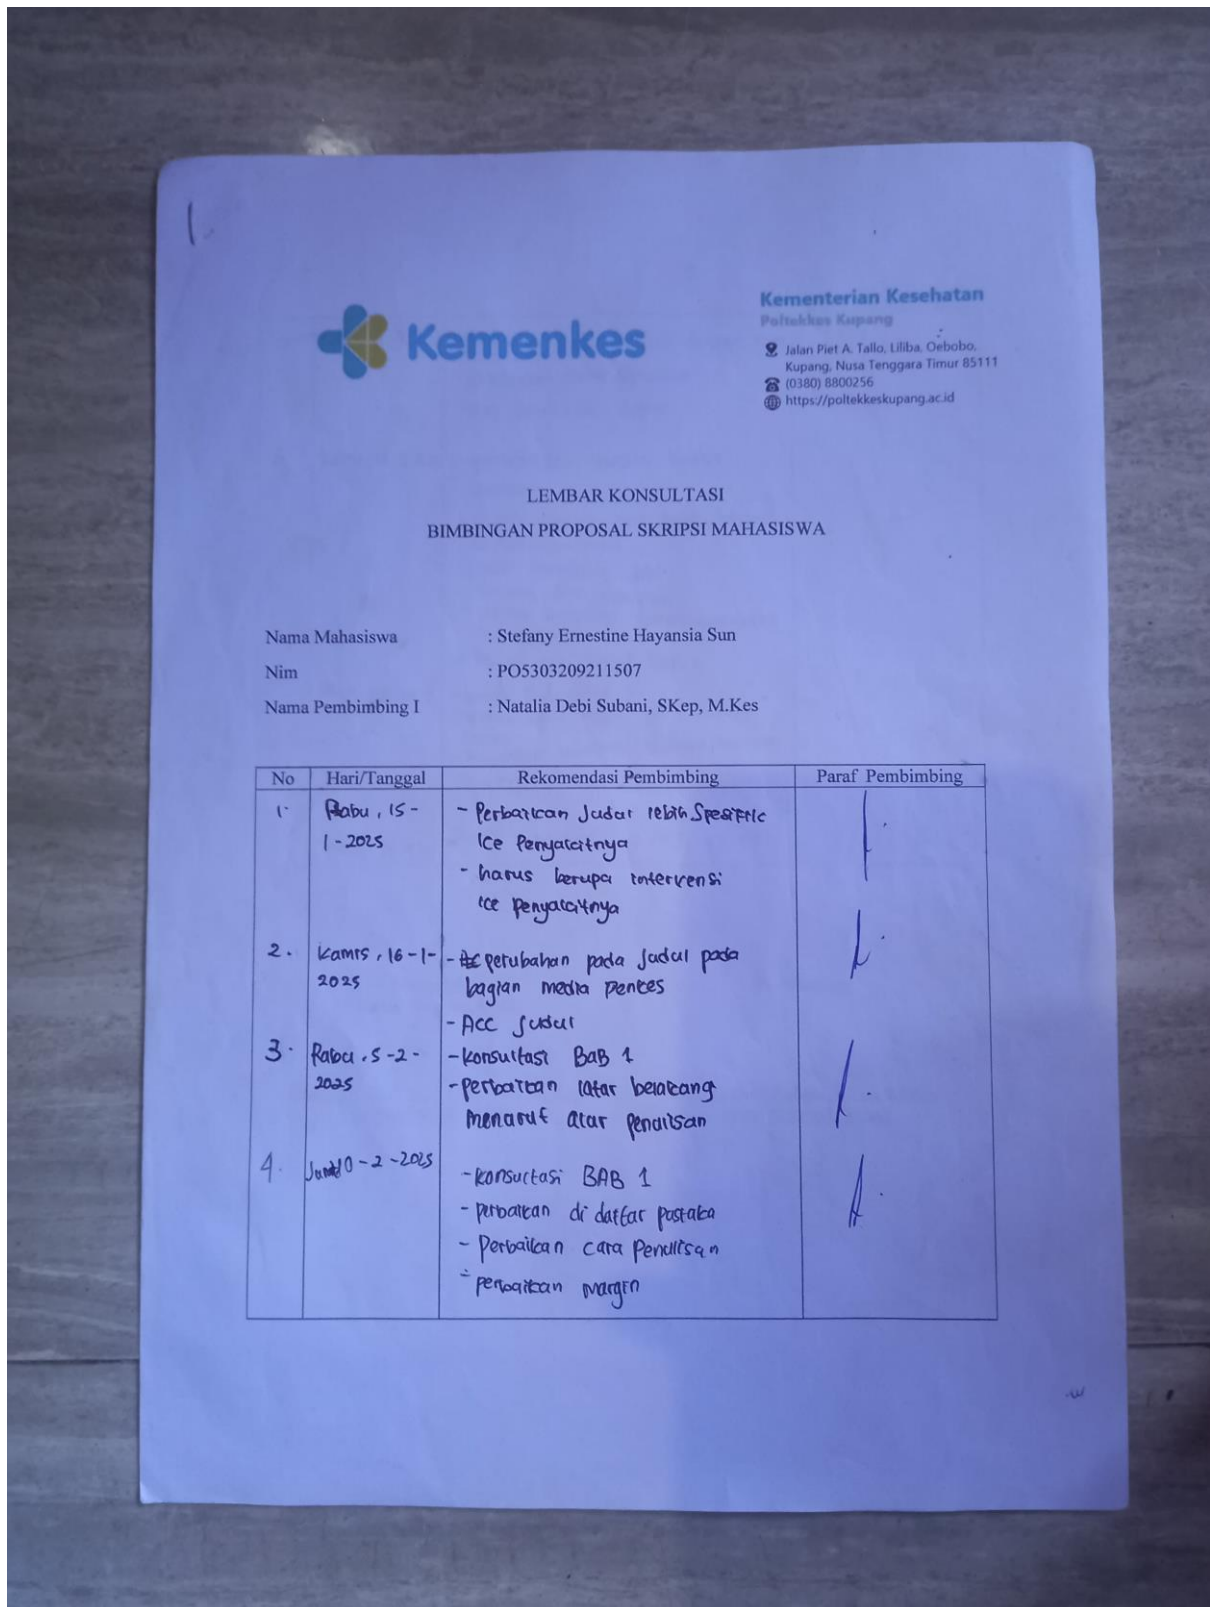 1.
Kemenkes
Kementerian Kesehatan
Poltekkes Kupang
Jalan Piet A. Tallo, Liliba, Oebobo,
Kupang, Nusa Tenggara Timur 85111
(0380) 8800256
https://poltekkeskupang.ac.id
LEMBAR KONSULTASI
BIMBINGAN PROPOSAL SKRIPSI MAHASISWA
Nama Mahasiswa : Stefany Ernestine Hayansia Sun
Nim : PO5303209211507
Nama Pembimbing I : Natalia Debi Subani, SKep, M.Kes
No Hari/Tanggal Rekomendasi Pembimbing Paraf Pembimbing
1. Rabu, 15 - - Perbaikan Judul lebih Spesifik
1 - 2025 ke Penyakitnya
- harus berupa intervensi
ke penyakitnya
2. Kamis, 16 - 1 - - perubahan pada Judul pada
2025 bagian media penkes
- Acc Judul
3. Rabu, 5 - 2 - - Konsultasi BaB 1
2025 - perbaikan latar belakang
alar penulisan
4. 10 - 2 - 2025 - Konsultasi BAB 1
- perbaikan di daftar pustaka
- Perbaikan cara Penulisan
- perbaikan margin